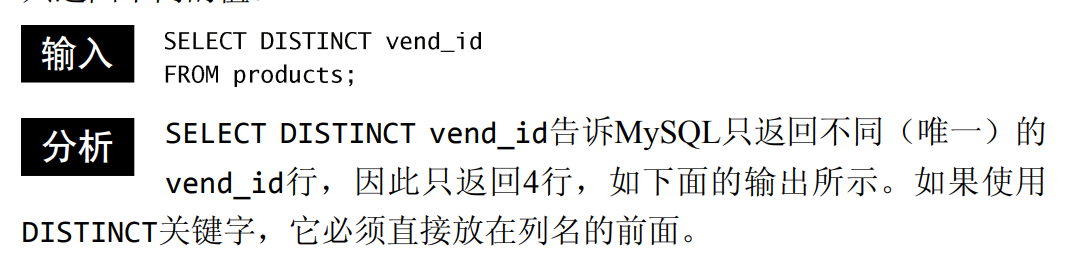 输入 SELECT DISTINCT vend_id
FROM products;
分析 SELECT DISTINCT vend_id告诉MySQL只返回不同（唯一）的
vend_id行，因此只返回4行，如下面的输出所示。如果使用
DISTINCT关键字，它必须直接放在列名的前面。